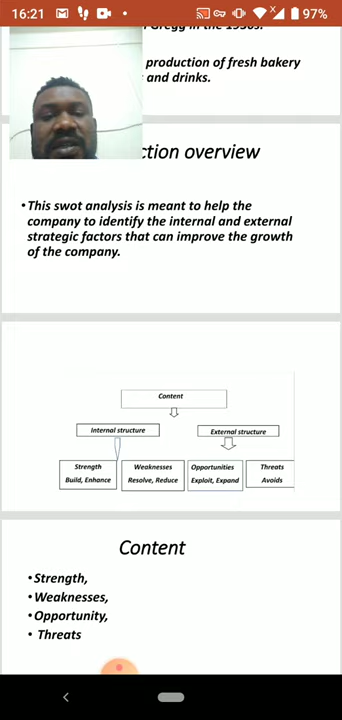 16:21
97%
Gregg in the 1930s.
production of fresh bakery
and drinks.
ction overview
•This swot analysis is meant to help the
company to identify the internal and external
strategic factors that can improve the growth
of the company.
Content
Internal structure
External structure
Strength
Build, Enhance
Weaknesses
Resolve, Reduce
Opportunities
Exploit, Expand
Threats
Avoids
Content
•Strength,
•Weaknesses,
•Opportunity,
• Threats